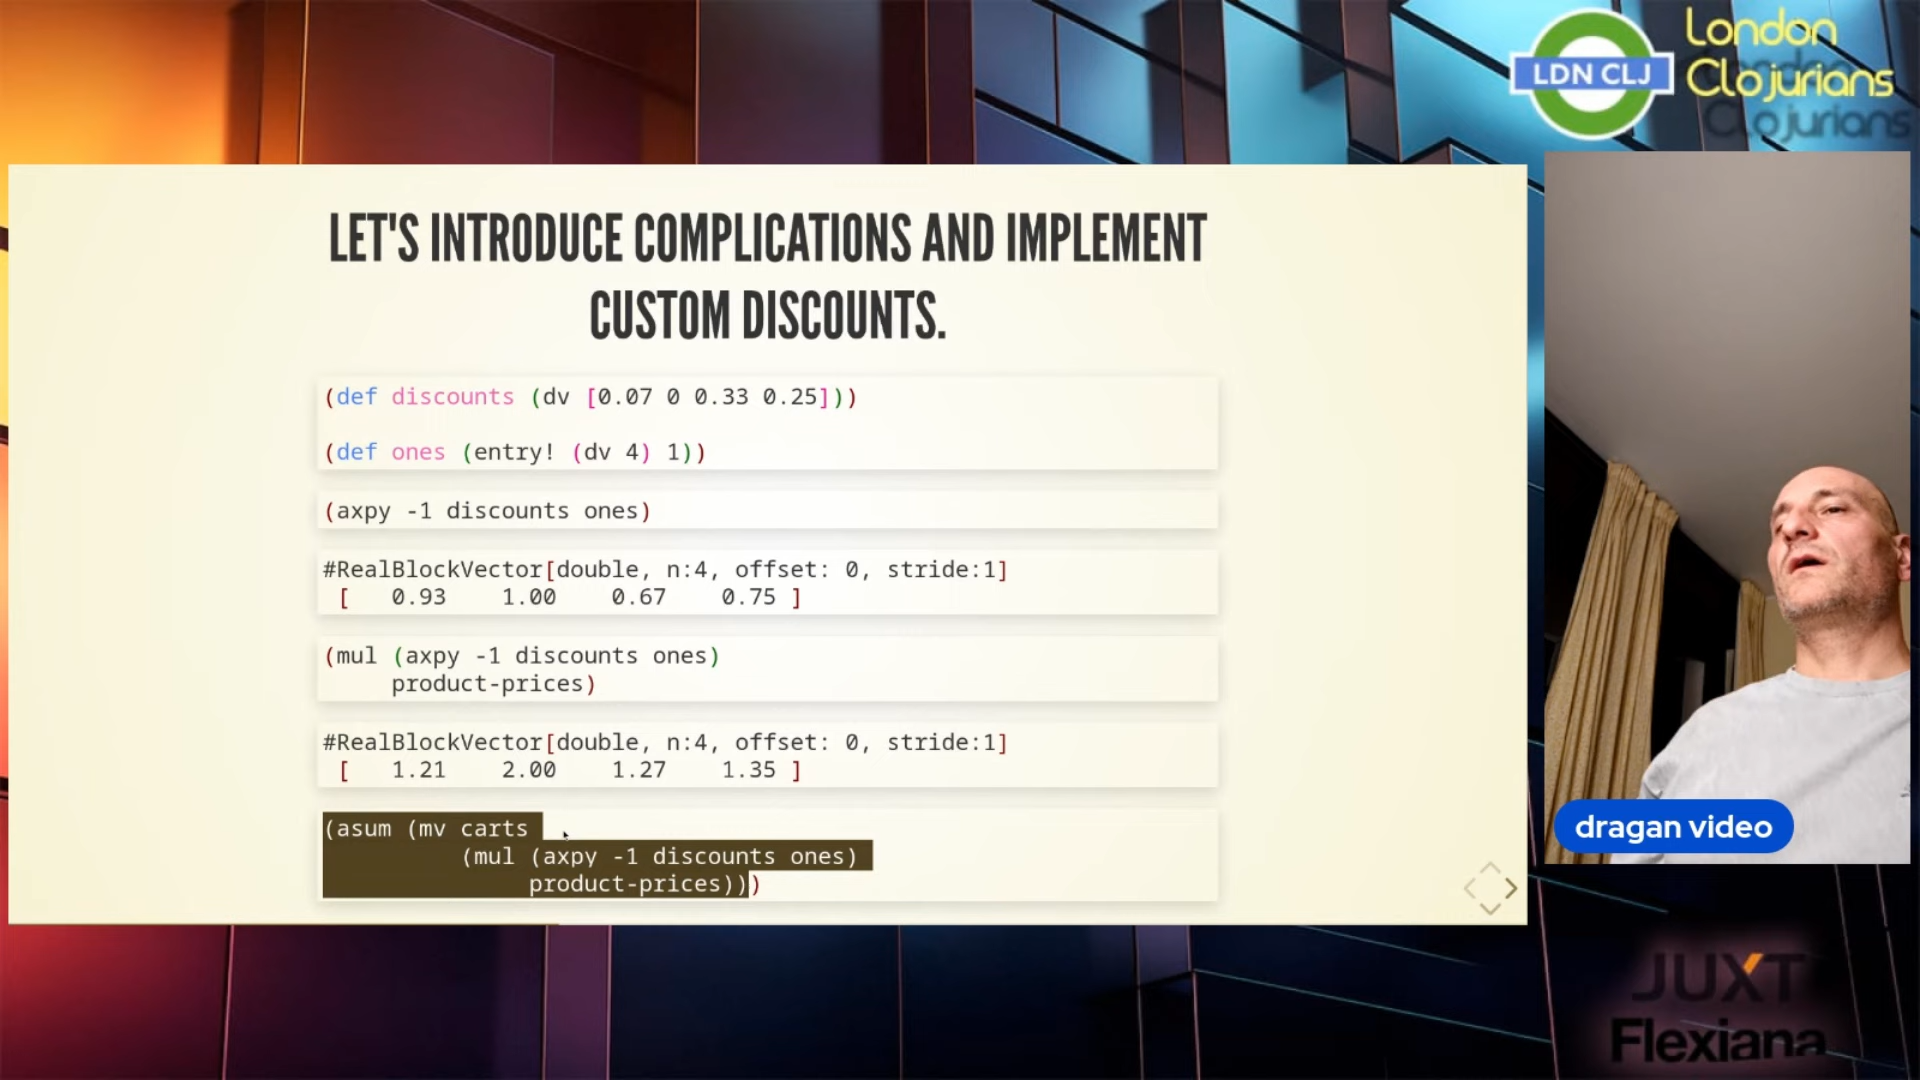 LDN CLJ
London
Clojurians
Clojurians
LET'S INTRODUCE COMPLICATIONS AND IMPLEMENT
CUSTOM DISCOUNTS.
(def discounts (dv [0.07 0 0.33 0.25]))
(def ones (entry! (dv 4) 1))
(axpy -1 discounts ones)
#RealBlockVector[double, n:4, offset: 0, stride:1]
[ 0.93 1.00 0.67 0.75 ]
(mul (axpy -1 discounts ones)
product-prices)
#RealBlockVector[double, n:4, offset: 0, stride:1]
[ 1.21 2.00 1.27 1.35 ]
(asum (mv carts
(mul (axpy -1 discounts ones)
product-prices)))
dragan video
JUXT
Flexiana